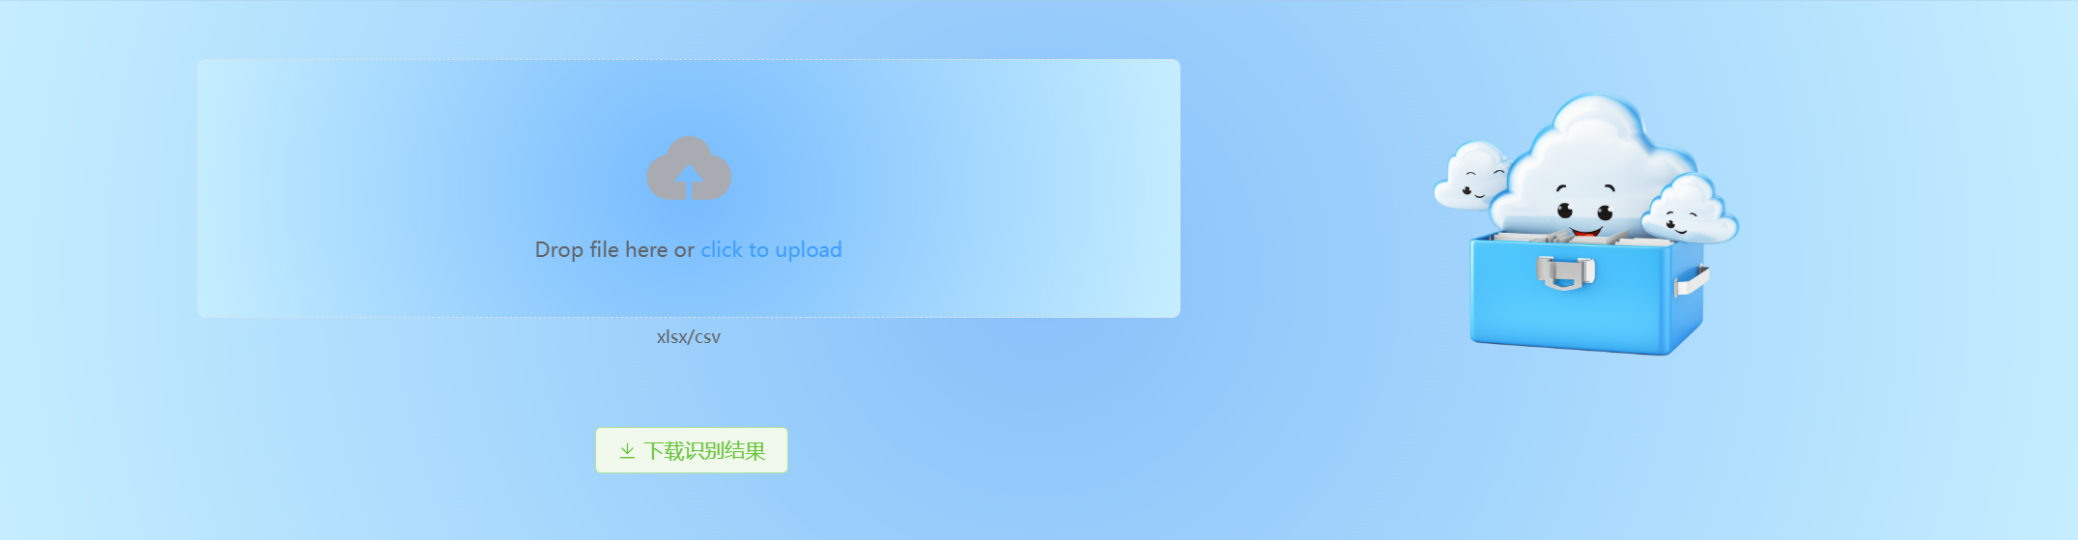 Drop file here or click to upload
xlsx/csv
下载识别结果